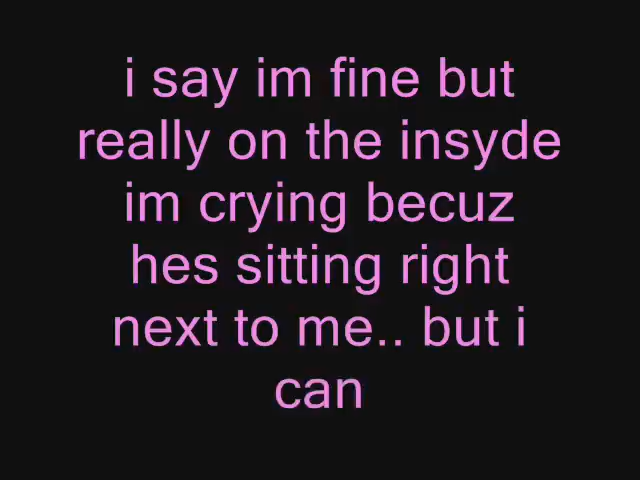 i say im fine but
really on the insyde
im crying becuz
hes sitting right
next to me.. but i
can